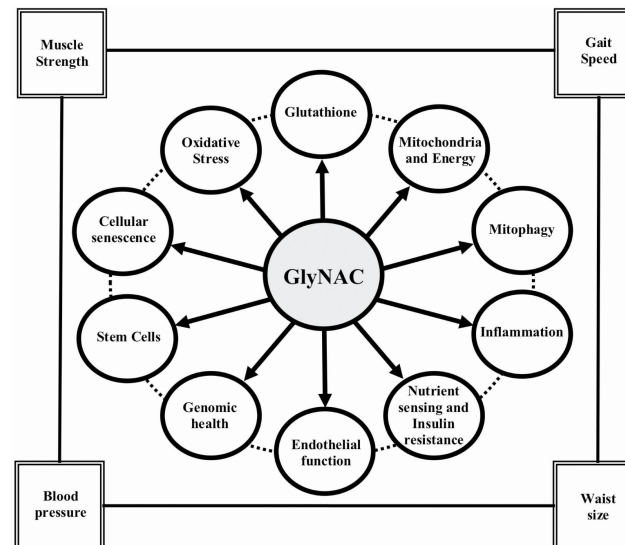 Muscle
Strength
Gait
Speed
Glutathione
Oxidative
Stress
Mitochondria
and Energy
Cellular
senescence
Mitophagy
GlyNAC
Stem Cells
Inflammation
Genomic
health
Nutrient
sensing and
Insulin
resistance
Endothelial
function
Blood
pressure
Waist
size